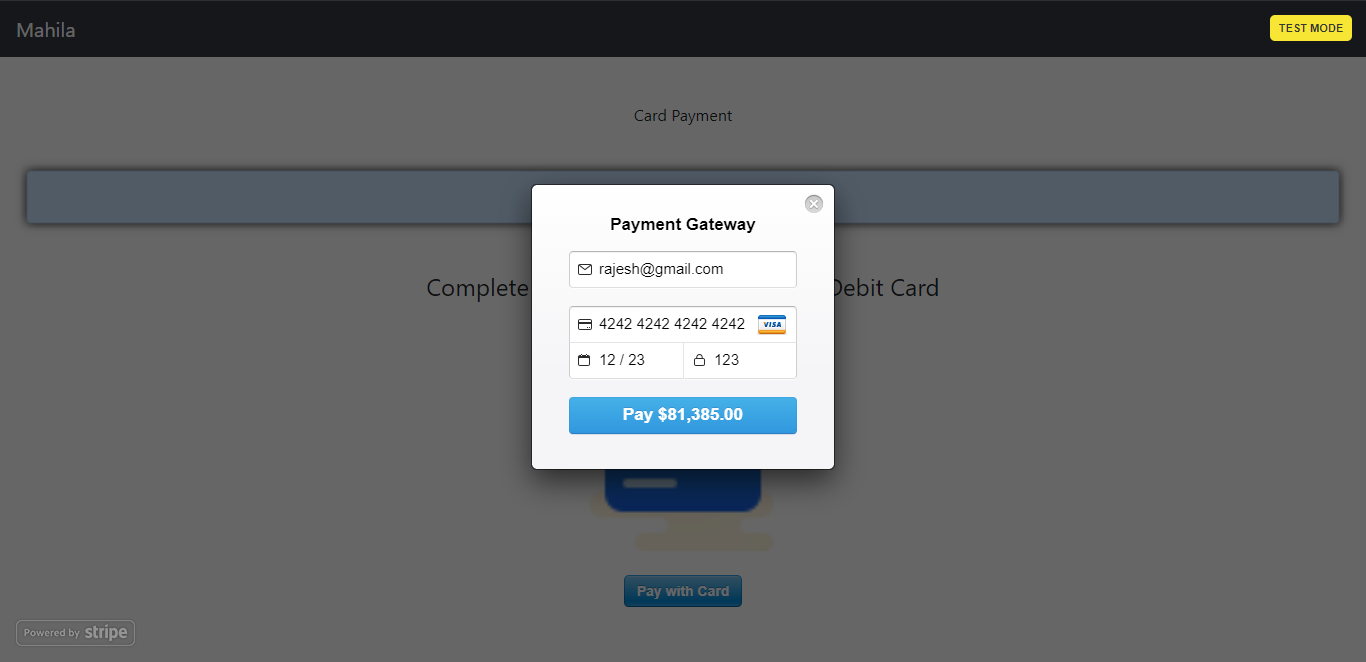 Mahila
TEST MODE
Card Payment
Payment Gateway
rajesh@gmail.com
Complete
Debit Card
4242 4242 4242 4242
VISA
12 / 23
123
Pay $81,385.00
Pay with Card
Powered by stripe